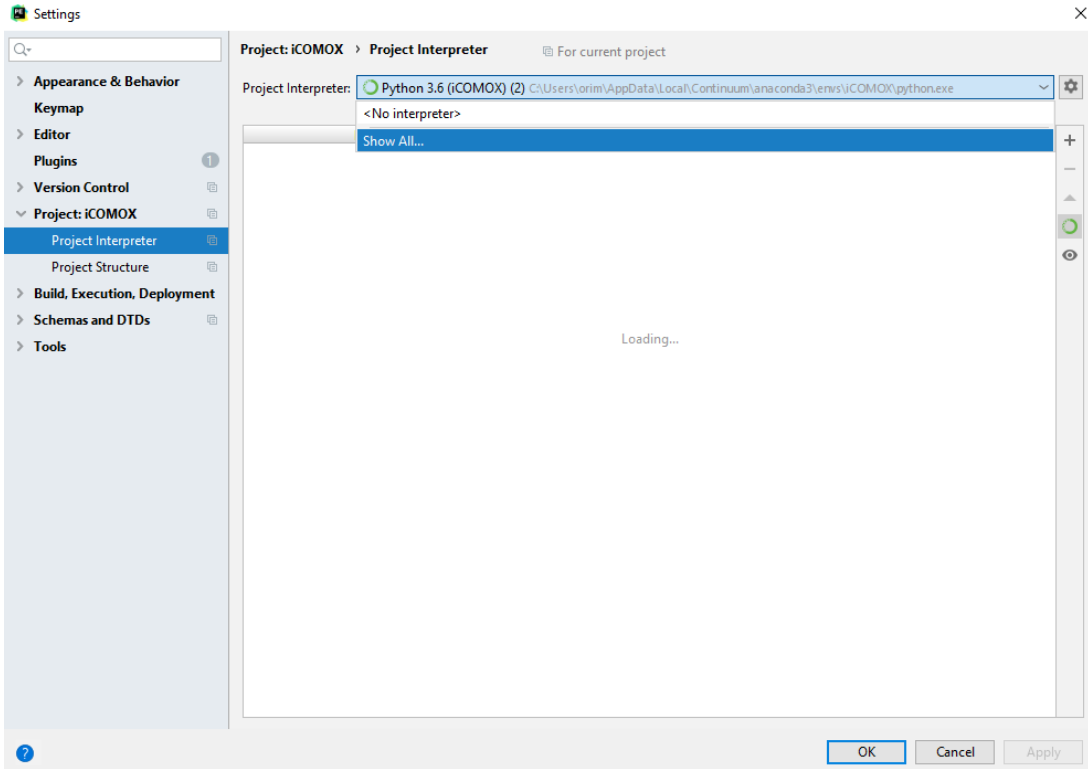 Settings
Project: iCOMOX › Project Interpreter For current project
Appearance & Behavior
Keymap
Editor
Plugins 1
Version Control
Project: iCOMOX
Project Interpreter
Project Structure
Build, Execution, Deployment
Schemas and DTDs
Tools
Project Interpreter: Python 3.6 (iCOMOX) (2) C:\Users\orim\AppData\Local\Continuum\anaconda3\envs\iCOMOX\python.exe
<No interpreter>
Show All...
Loading...
? OK Cancel Apply